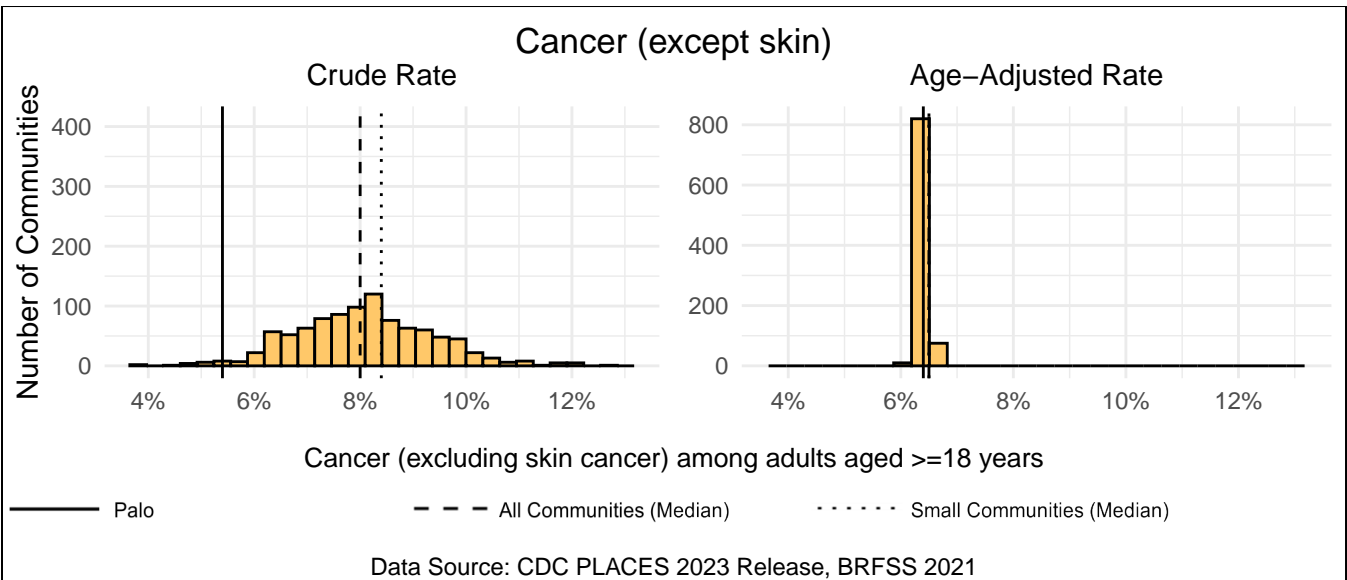 Cancer (except skin)
Crude Rate
Age−Adjusted Rate
Number of Communities
400
300
200
100
0
4%
6%
8%
10%
12%
800
600
400
200
0
4%
6%
8%
10%
12%
Cancer (excluding skin cancer) among adults aged >=18 years
Palo
All Communities (Median)
Small Communities (Median)
Data Source: CDC PLACES 2023 Release, BRFSS 2021